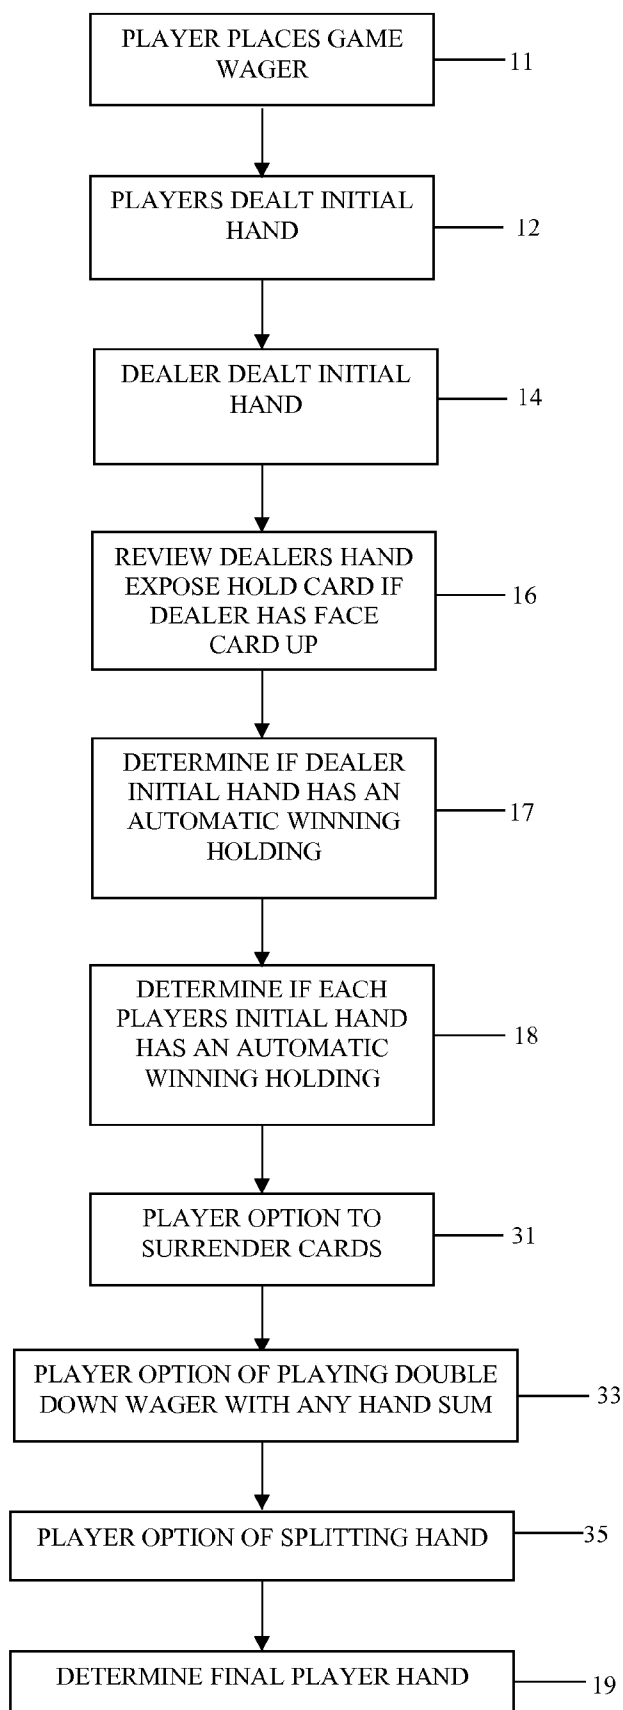 PLAYER PLACES GAME
WAGER
11
PLAYERS DEALT INITIAL
HAND
12
DEALER DEALT INITIAL
HAND
14
REVIEW DEALERS HAND
EXPOSE HOLD CARD IF
DEALER HAS FACE
CARD UP
16
DETERMINE IF DEALER
INITIAL HAND HAS AN
AUTOMATIC WINNING
HOLDING
17
DETERMINE IF EACH
PLAYERS INITIAL HAND
HAS AN AUTOMATIC
WINNING HOLDING
18
PLAYER OPTION TO
SURRENDER CARDS
31
PLAYER OPTION OF PLAYING DOUBLE
DOWN WAGER WITH ANY HAND SUM
33
PLAYER OPTION OF SPLITTING HAND
35
DETERMINE FINAL PLAYER HAND
19